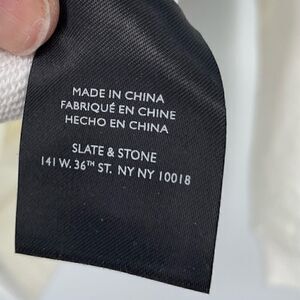 MADE IN CHINA
FABRIQUÉ EN CHINE
HECHO EN CHINA
SLATE & STONE
141 W. 36TH ST. NY NY 10018